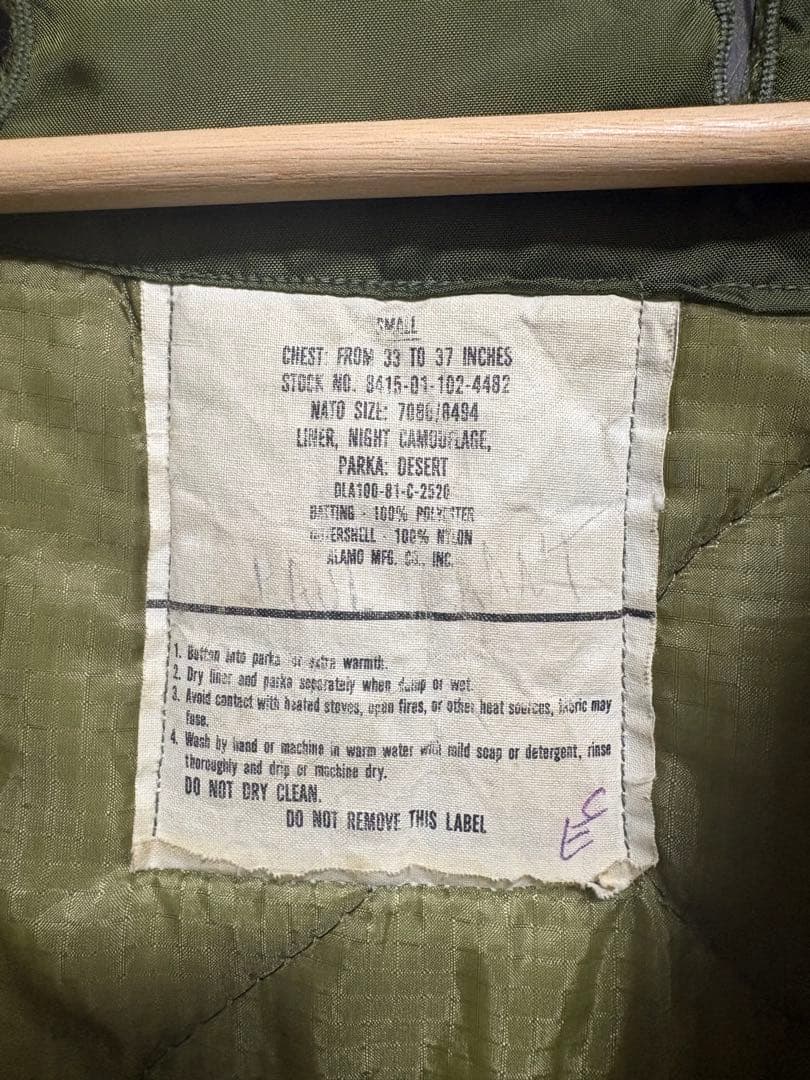 SMALL
CHEST: FROM 33 TO 37 INCHES
STOCK NO. 8415-01-102-4482
NATO SIZE: 7080/8494
LINER, NIGHT CAMOUFLAGE,
PARKA: DESERT
DLA100-81-C-2520
BATTING - 100% POLYESTER
INTERSHELL - 100% NYLON
ALAMO MFG. CO., INC.
1. Button into parka for extra warmth.
2. Dry liner and parka separately when damp or wet.
3. Avoid contact with heated stoves, open fires, or other heat sources, fabric may
fuse.
4. Wash by hand or machine in warm water with mild soap or detergent, rinse
thoroughly and drip or machine dry.
DO NOT DRY CLEAN.
DO NOT REMOVE THIS LABEL